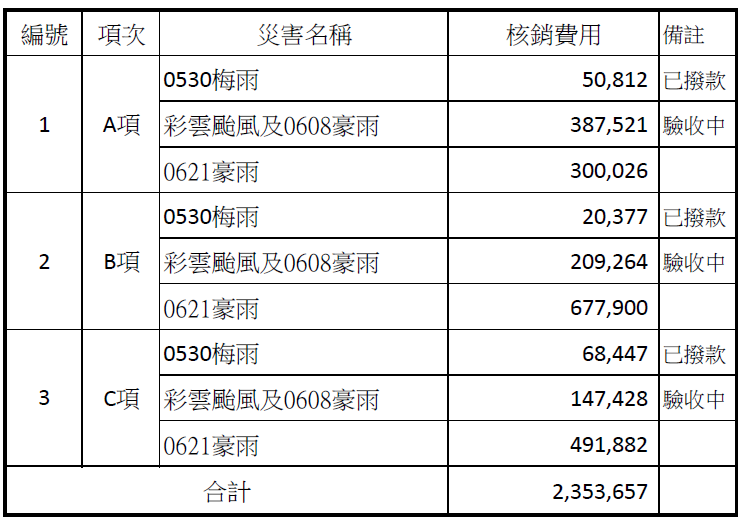 編號 項次 災害名稱 核銷費用 備註
0530梅雨 50,812 已撥款
1 A項 彩雲颱風及0608豪雨 387,521 驗收中
0621豪雨 300,026
0530梅雨 20,377 已撥款
2 B項 彩雲颱風及0608豪雨 209,264 驗收中
0621豪雨 677,900
0530梅雨 68,447 已撥款
3 C項 彩雲颱風及0608豪雨 147,428 驗收中
0621豪雨 491,882
合計 2,353,657